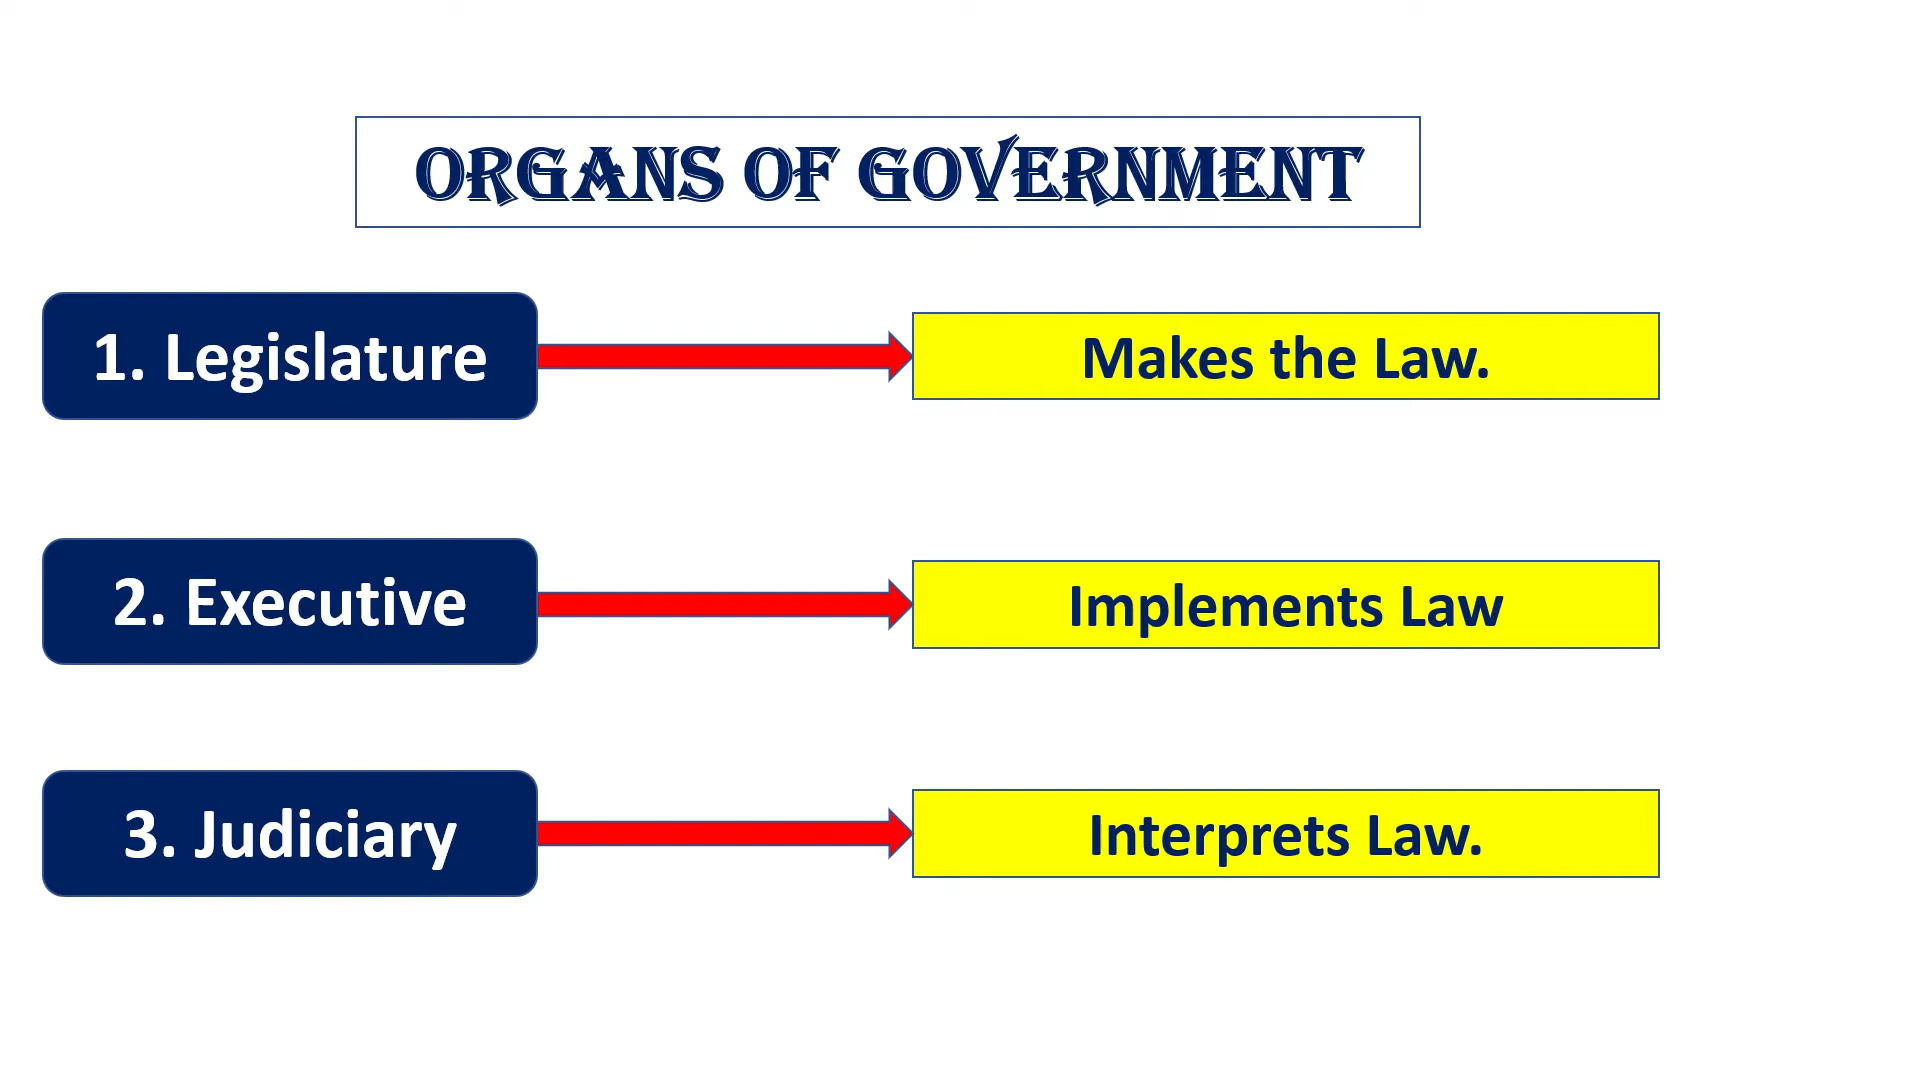 ORGANS OF GOVERNMENT
1. Legislature
Makes the Law.
2. Executive
Implements Law
3. Judiciary
Interprets Law.